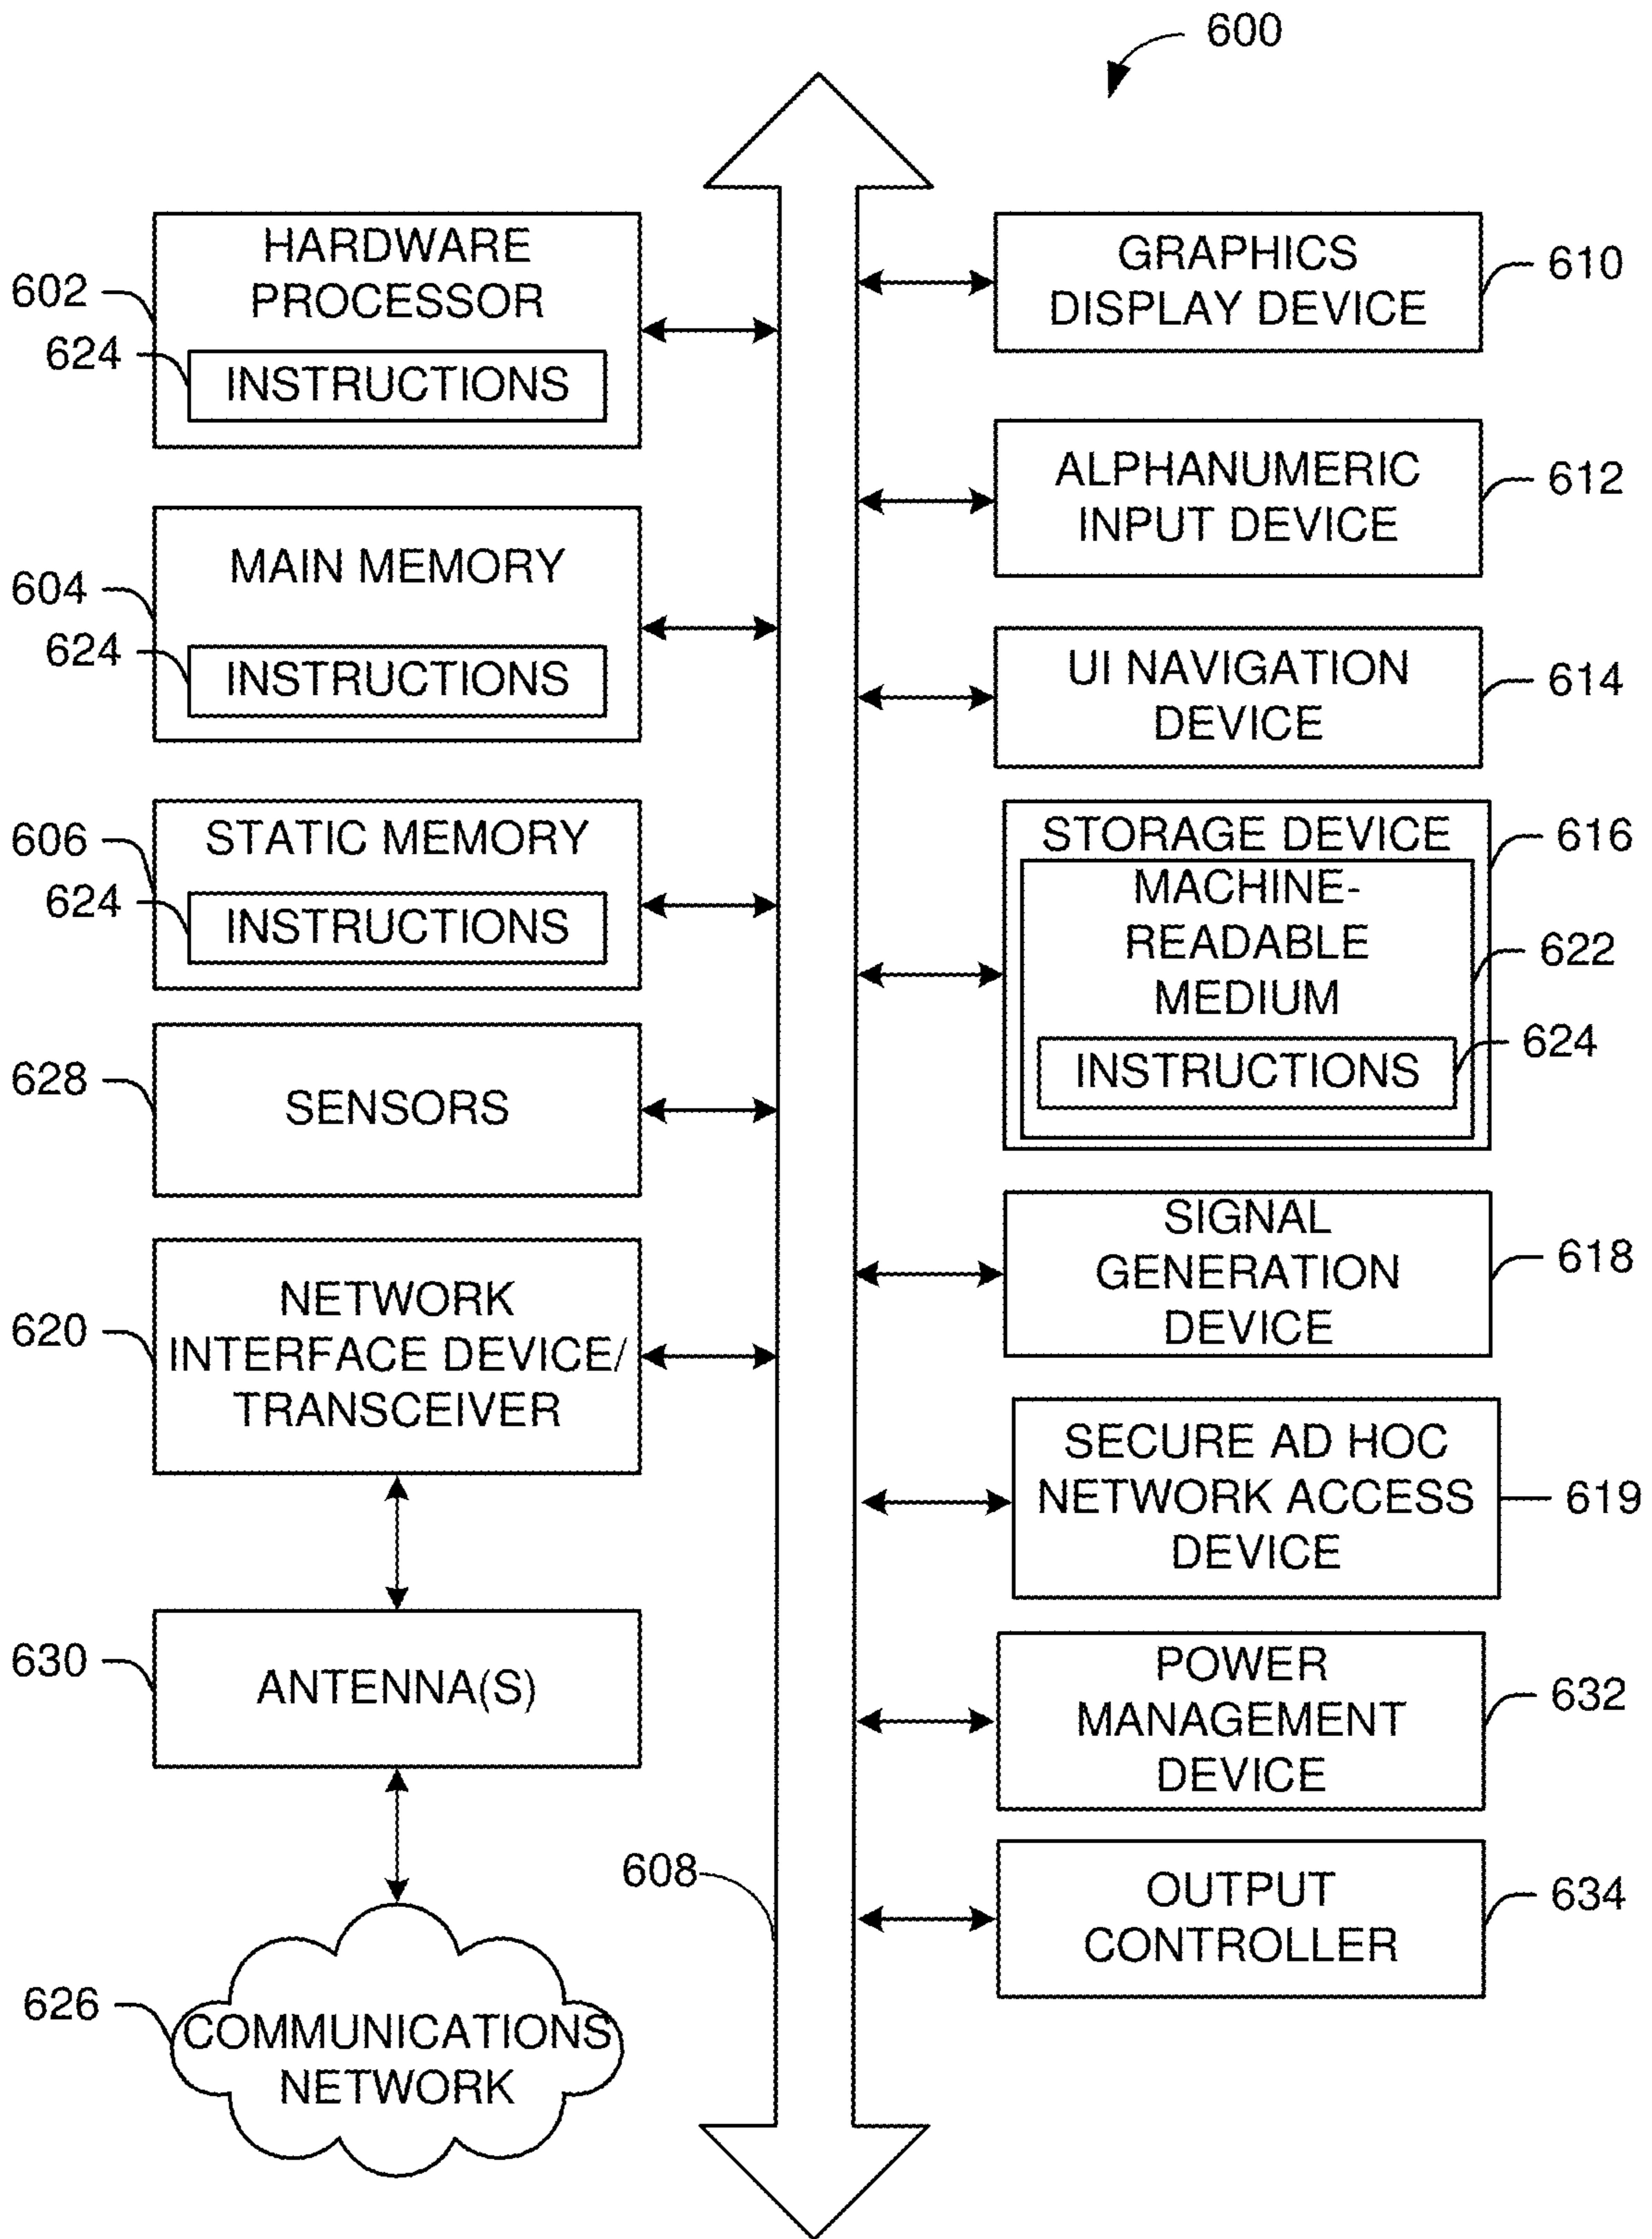 600
HARDWARE
PROCESSOR
602
624
INSTRUCTIONS
MAIN MEMORY
604
624
INSTRUCTIONS
STATIC MEMORY
606
624
INSTRUCTIONS
628
SENSORS
NETWORK
INTERFACE DEVICE/
TRANSCEIVER
620
630
ANTENNA(S)
626
COMMUNICATIONS
NETWORK
608
GRAPHICS
DISPLAY DEVICE
610
ALPHANUMERIC
INPUT DEVICE
612
UI NAVIGATION
DEVICE
614
STORAGE DEVICE
616
MACHINE-
READABLE
MEDIUM
622
INSTRUCTIONS
624
SIGNAL
GENERATION
DEVICE
618
SECURE AD HOC
NETWORK ACCESS
DEVICE
619
POWER
MANAGEMENT
DEVICE
632
OUTPUT
CONTROLLER
634